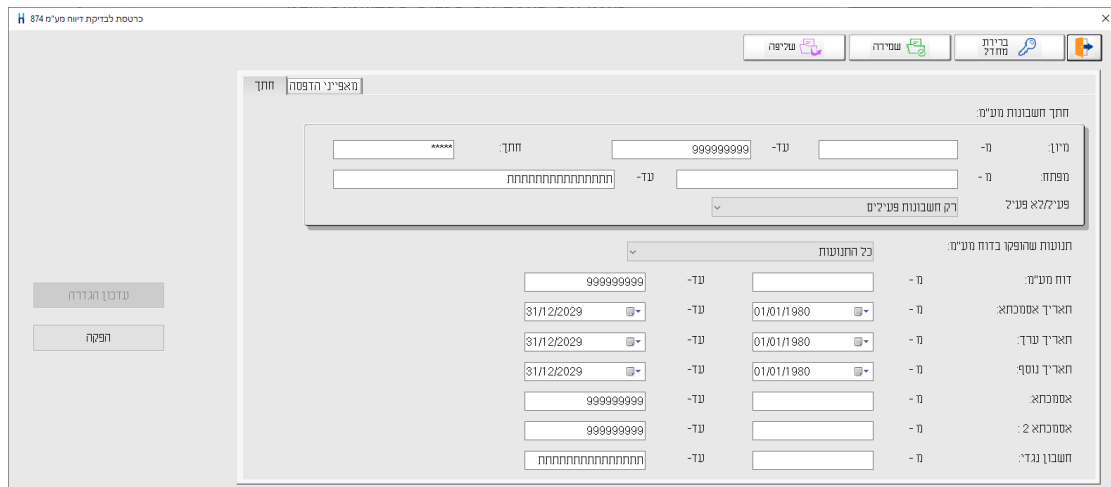 כרטסת לבדיקת דיווח מע"מ 874
ברירת מחדל
שמירה
שליפה
מאפייני הדפסה
חתך
חתך חשבונות מע"מ:
מיון: מ- עד- 999999999 חתך: *****
מפתח: מ - עד- תתתתתתתתתתתתתתת
פעיל/לא פעיל רק חשבונות פעילים
תנועות שהופקו בדוח מע"מ: כל התנועות
דוח מע"מ: מ - עד- 999999999
תאריך אסמכתא: מ - 01/01/1980 עד- 31/12/2029
תאריך ערך: מ - 01/01/1980 עד- 31/12/2029
תאריך נוסף: מ - 01/01/1980 עד- 31/12/2029
אסמכתא: מ - עד- 999999999
אסמכתא 2 : מ - עד- 999999999
חשבון נגדי: מ - עד- תתתתתתתתתתתתתתת
עדכון הגדרה
הפקה